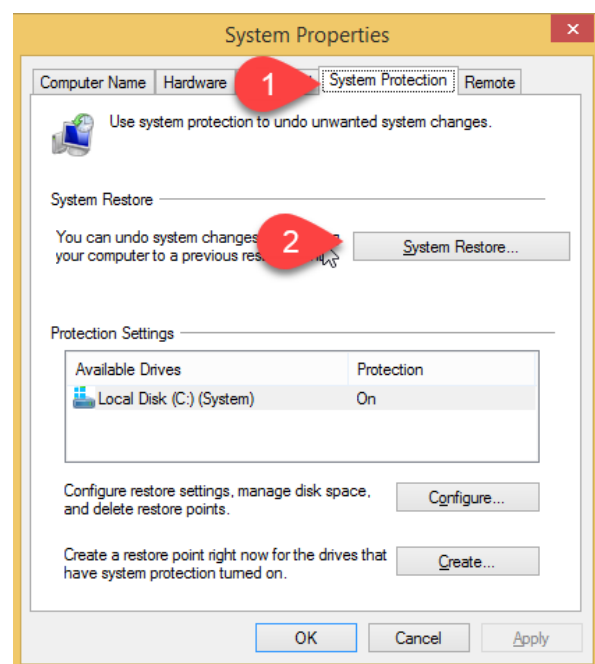 System Properties
Computer Name Hardware 1 System Protection Remote
Use system protection to undo unwanted system changes.
System Restore
You can undo system changes 2 System Restore...
your computer to a previous
Protection Settings
Available Drives Protection
Local Disk (C:) (System) On
Configure restore settings, manage disk space,
and delete restore points.
Configure...
Create a restore point right now for the drives that
have system protection turned on.
Create...
OK Cancel Apply